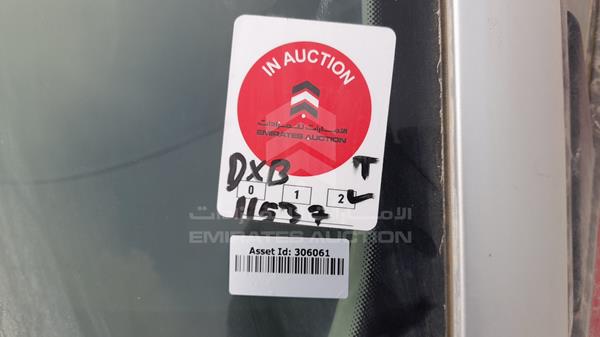 IN AUCTION
الإمارات للمزادات
EMIRATES AUCTION
DXB T
0 1 2
11537
الإمارات للمزادات
EMIRATES AUCTION
Asset Id: 306061